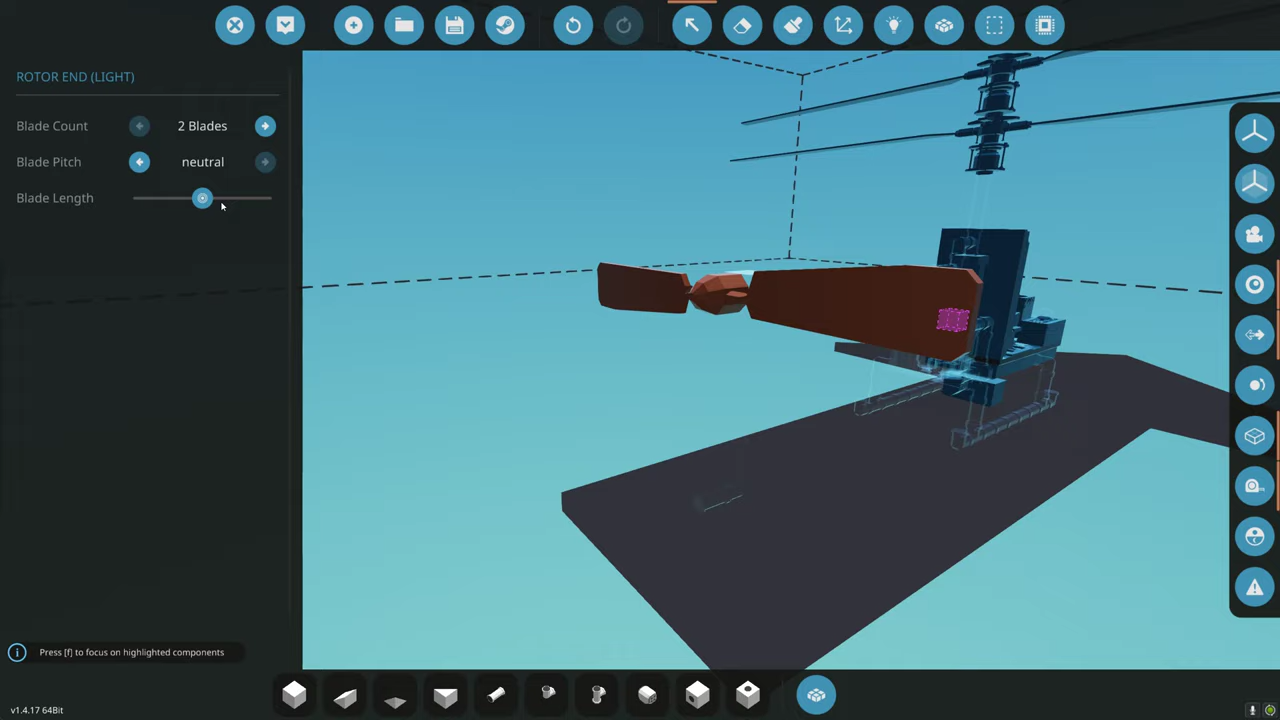 ROTOR END (LIGHT)
Blade Count 2 Blades
Blade Pitch neutral
Blade Length
Press [f] to focus on highlighted components
v1.4.17 64Bit